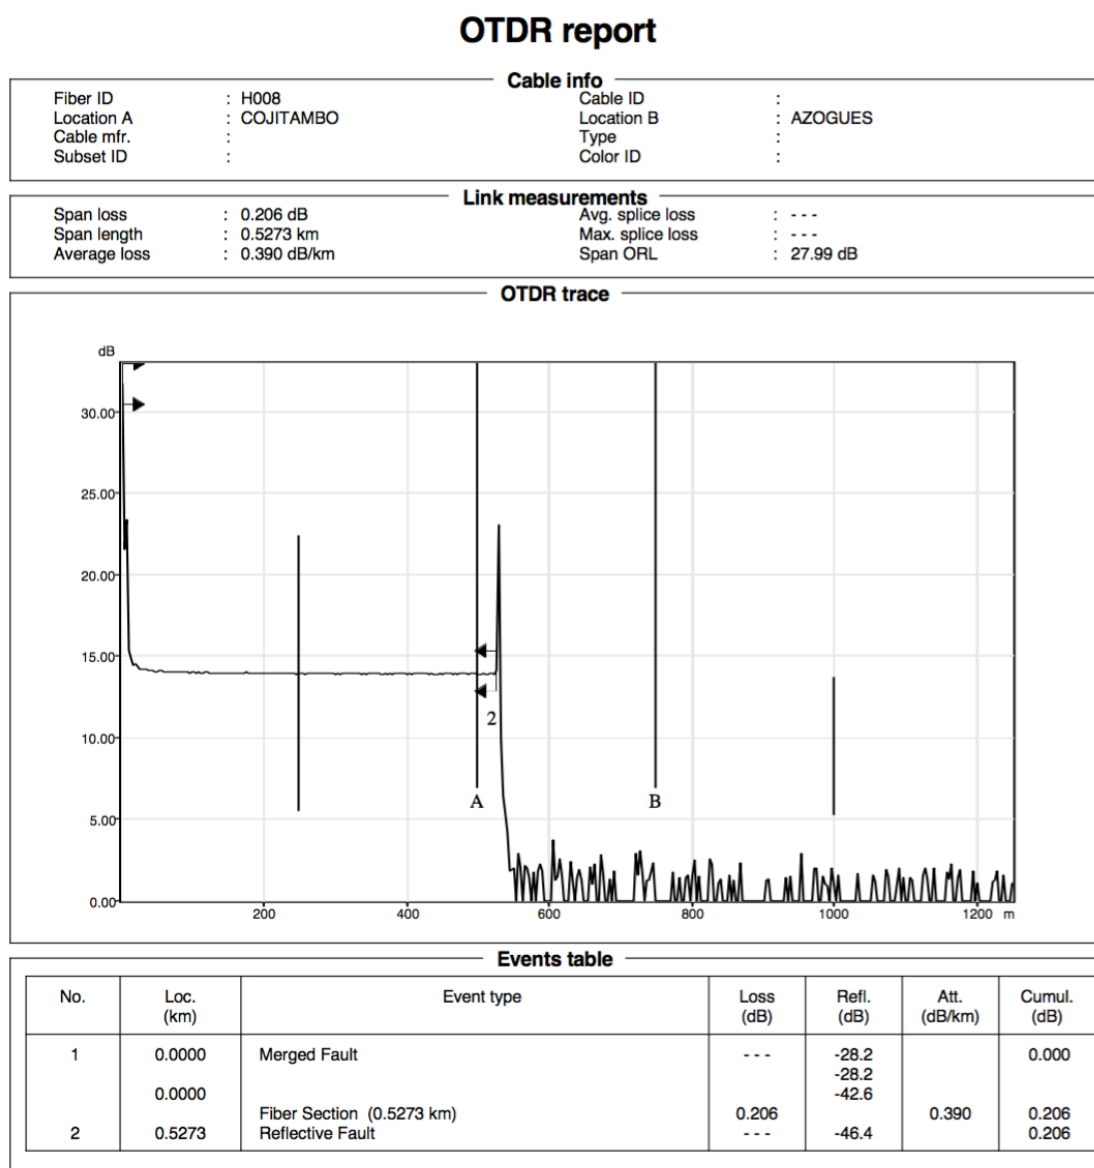 OTDR report
Cable info
Fiber ID : H008 Cable ID :
Location A : COJITAMBO Location B : AZOGUES
Cable mfr. : Type :
Subset ID : Color ID :
Link measurements
Span loss : 0.206 dB Avg. splice loss : - - -
Span length : 0.5273 km Max. splice loss : - - -
Average loss : 0.390 dB/km Span ORL : 27.99 dB
OTDR trace
dB
30.00
25.00
20.00
15.00
2
10.00
A B
5.00
0.00
200 400 600 800 1000 1200 m
Events table
No. Loc. Event type Loss Refl. Att. Cumul.
(km) (dB) (dB) (dB/km) (dB)
1 0.0000 Merged Fault - - - -28.2 0.000
-28.2
0.0000 -42.6
Fiber Section (0.5273 km) 0.206 0.390 0.206
2 0.5273 Reflective Fault - - - -46.4 0.206